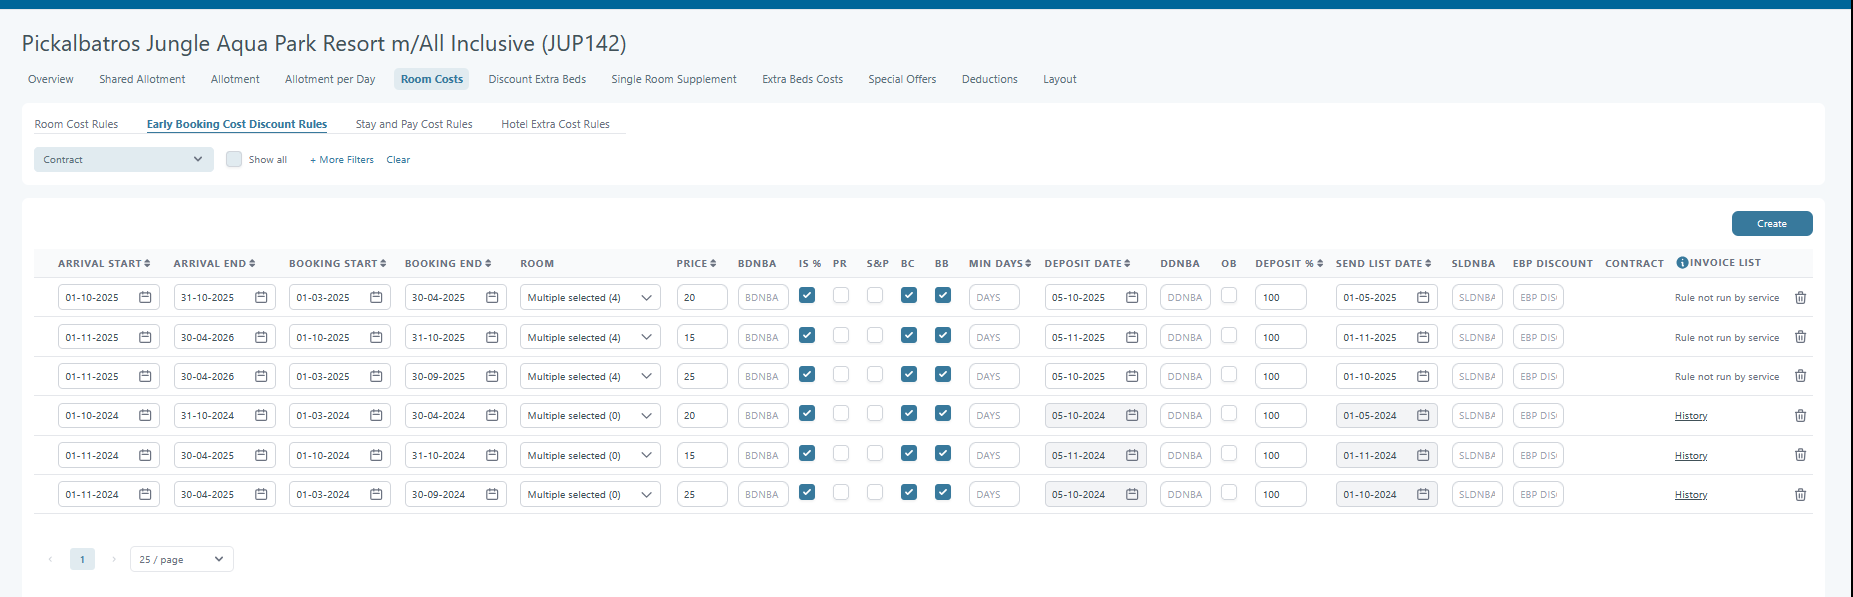 Pickalbatros Jungle Aqua Park Resort m/All Inclusive (JUP142)
Overview Shared Allotment Allotment Allotment per Day Room Costs Discount Extra Beds Single Room Supplement Extra Beds Costs Special Offers Deductions Layout
Room Cost Rules Early Booking Cost Discount Rules Stay and Pay Cost Rules Hotel Extra Cost Rules
Contract Show all + More Filters Clear
Create
ARRIVAL START ARRIVAL END BOOKING START BOOKING END ROOM PRICE BDNBA IS % PR S&P BC BB MIN DAYS DEPOSIT DATE DDNBA OB DEPOSIT % SEND LIST DATE SLDNBA EBP DISCOUNT CONTRACT INVOICE LIST
01-10-2025 31-10-2025 01-03-2025 30-04-2025 Multiple selected (4) 20 BDNBA DAYS 05-10-2025 DDNBA 100 01-05-2025 SLDNBA EBP DIS Rule not run by service
01-11-2025 30-04-2026 01-10-2025 31-10-2025 Multiple selected (4) 15 BDNBA DAYS 05-11-2025 DDNBA 100 01-11-2025 SLDNBA EBP DIS Rule not run by service
01-11-2025 30-04-2026 01-03-2025 30-09-2025 Multiple selected (4) 25 BDNBA DAYS 05-10-2025 DDNBA 100 01-10-2025 SLDNBA EBP DIS Rule not run by service
01-10-2024 31-10-2024 01-03-2024 30-04-2024 Multiple selected (0) 20 BDNBA DAYS 05-10-2024 DDNBA 100 01-05-2024 SLDNBA EBP DIS History
01-11-2024 30-04-2025 01-10-2024 31-10-2024 Multiple selected (0) 15 BDNBA DAYS 05-11-2024 DDNBA 100 01-11-2024 SLDNBA EBP DIS History
01-11-2024 30-04-2025 01-03-2024 30-09-2024 Multiple selected (0) 25 BDNBA DAYS 05-10-2024 DDNBA 100 01-10-2024 SLDNBA EBP DIS History
1 25 / page